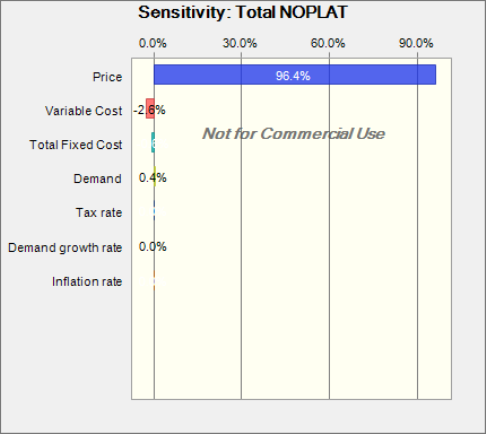 Sensitivity: Total NOPLAT
0.0% 30.0% 60.0% 90.0%
Price 96.4%
Variable Cost -2.6%
Not for Commercial Use
Total Fixed Cost
Demand 0.4%
Tax rate
Demand growth rate 0.0%
Inflation rate